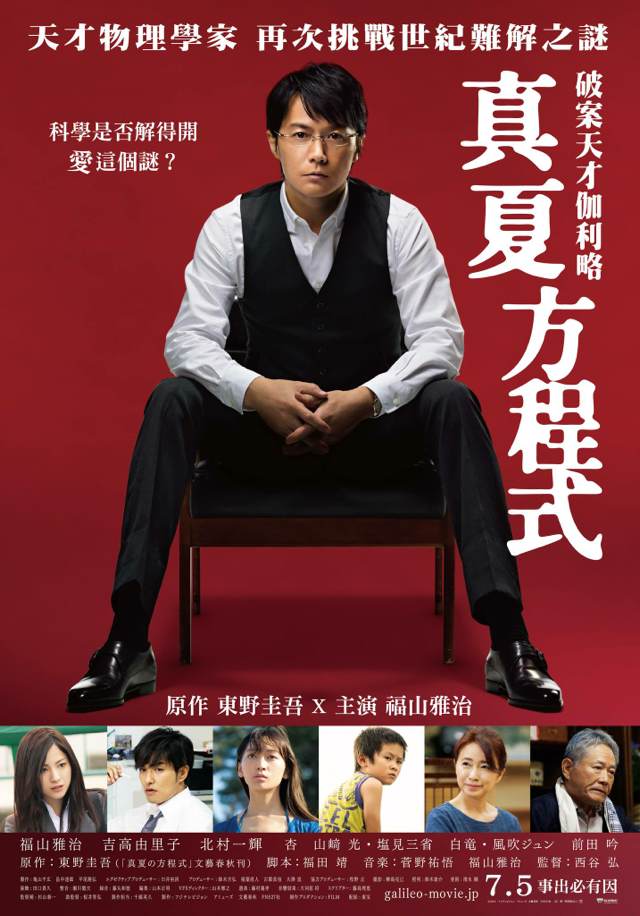 天才物理學家 再次挑戰世紀難解之謎
科學是否解得開
愛這個謎？
破案天才伽利略
真夏方程式
原作 東野圭吾 X 主演 福山雅治
福山雅治 吉高由里子 北村一輝 杏 山﨑 光・塩見三省 白竜・風吹ジュン 前田 吟
原作：東野圭吾(「真夏の方程式」文藝春秋刊) 脚本：福田 靖 音楽：菅野祐悟 福山雅治 監督：西谷 弘
galileo-movie.jp
7.5 事出必有因